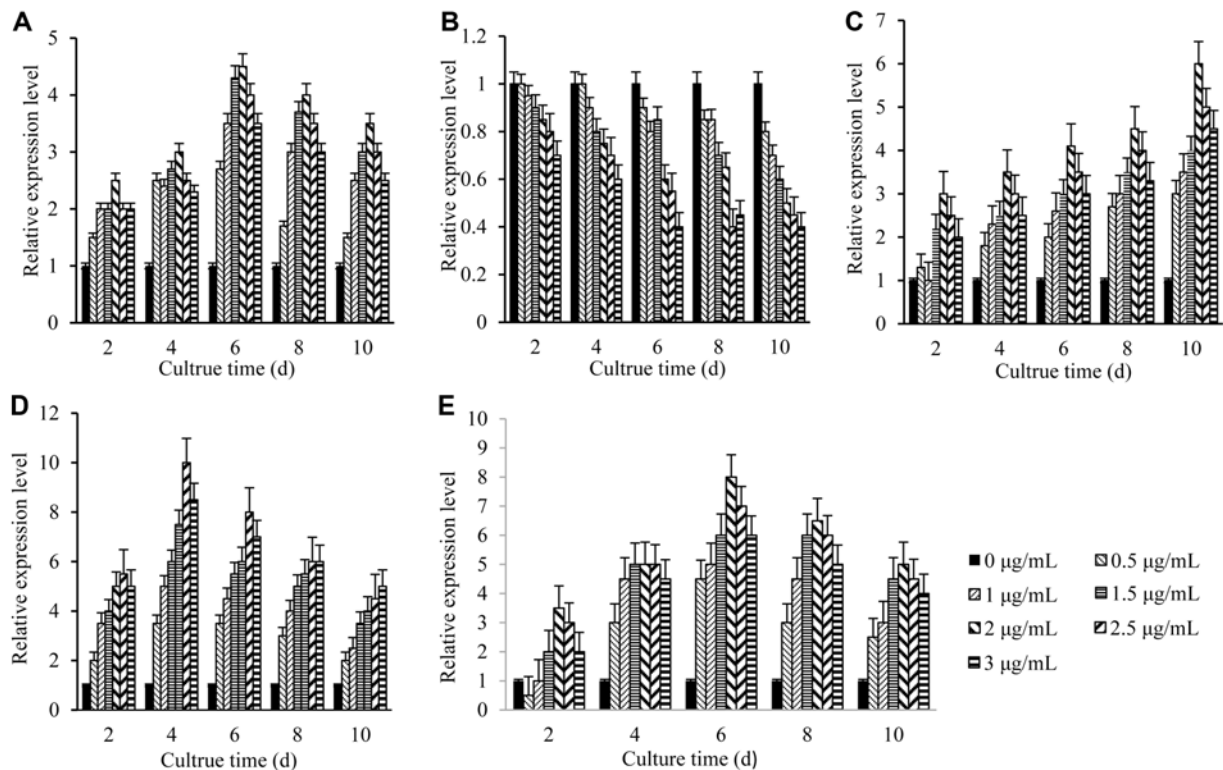 A
Relative expression level
5
4
3
2
1
0
2 4 6 8 10
Cultrue time (d)
B
Relative expression level
1.2
1
0.8
0.6
0.4
0.2
0
2 4 6 8 10
Cultrue time (d)
C
Relative expression level
7
6
5
4
3
2
1
0
2 4 6 8 10
Cultrue time (d)
D
Relative expression level
12
10
8
6
4
2
0
2 4 6 8 10
Cultrue time (d)
E
Relative expression level
10
9
8
7
6
5
4
3
2
1
0
2 4 6 8 10
Culture time (d)
0 μg/mL 0.5 μg/mL
1 μg/mL 1.5 μg/mL
2 μg/mL 2.5 μg/mL
3 μg/mL